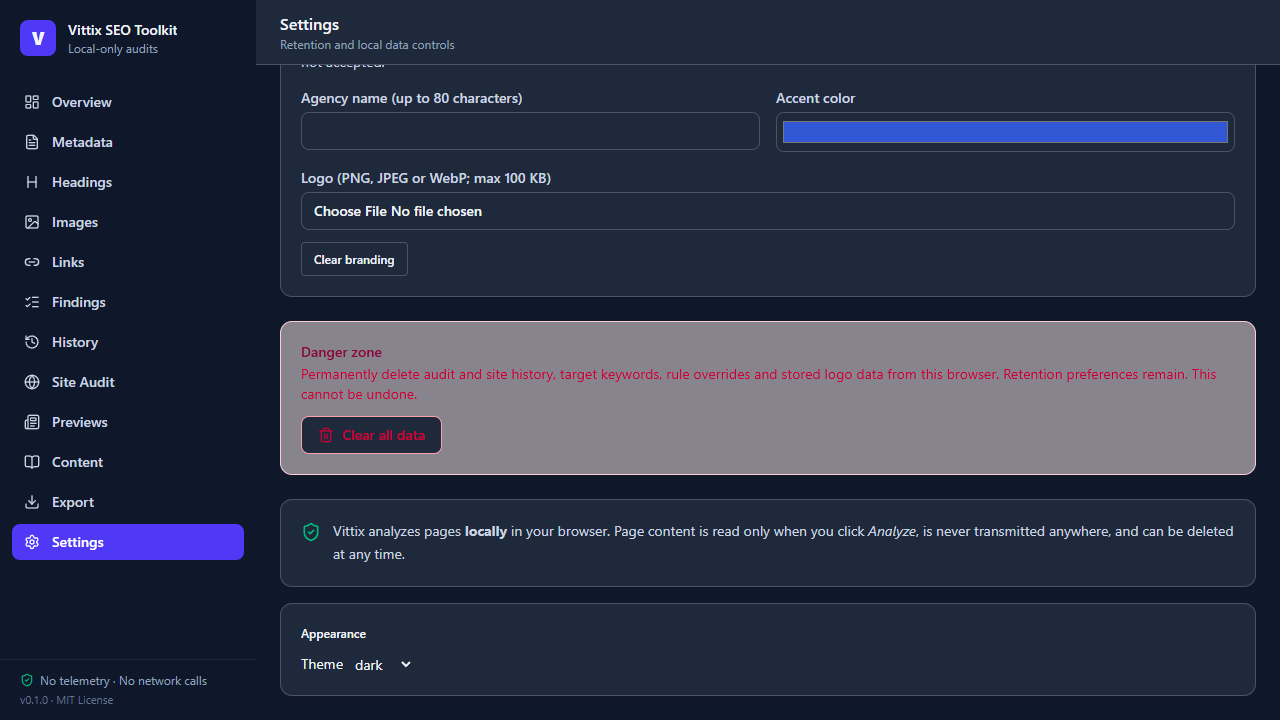 V
Vittix SEO Toolkit
Local-only audits
Overview
Metadata
Headings
Images
Links
Findings
History
Site Audit
Previews
Content
Export
Settings
No telemetry · No network calls
v0.1.0 · MIT License
Settings
Retention and local data controls
not accepted.
Agency name (up to 80 characters)
Accent color
Logo (PNG, JPEG or WebP; max 100 KB)
Choose File No file chosen
Clear branding
Danger zone
Permanently delete audit and site history, target keywords, rule overrides and stored logo data from this browser. Retention preferences remain. This
cannot be undone.
Clear all data
Vittix analyzes pages locally in your browser. Page content is read only when you click Analyze, is never transmitted anywhere, and can be deleted
at any time.
Appearance
Theme dark